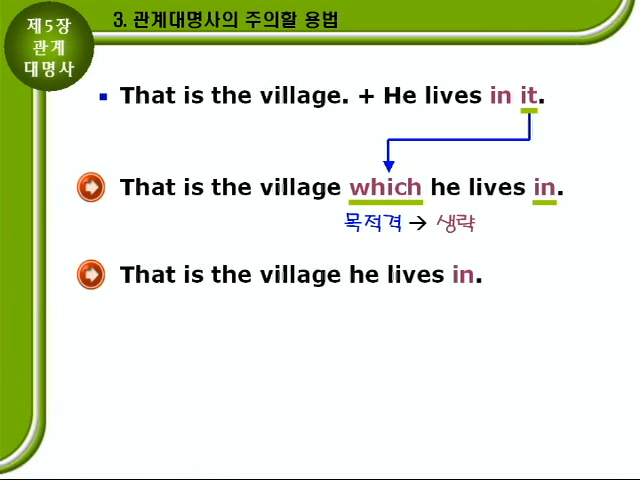 제5장
관계
대명사
3. 관계대명사의 주의할 용법
That is the village. + He lives in it.
That is the village which he lives in.
목적격 → 생략
That is the village he lives in.